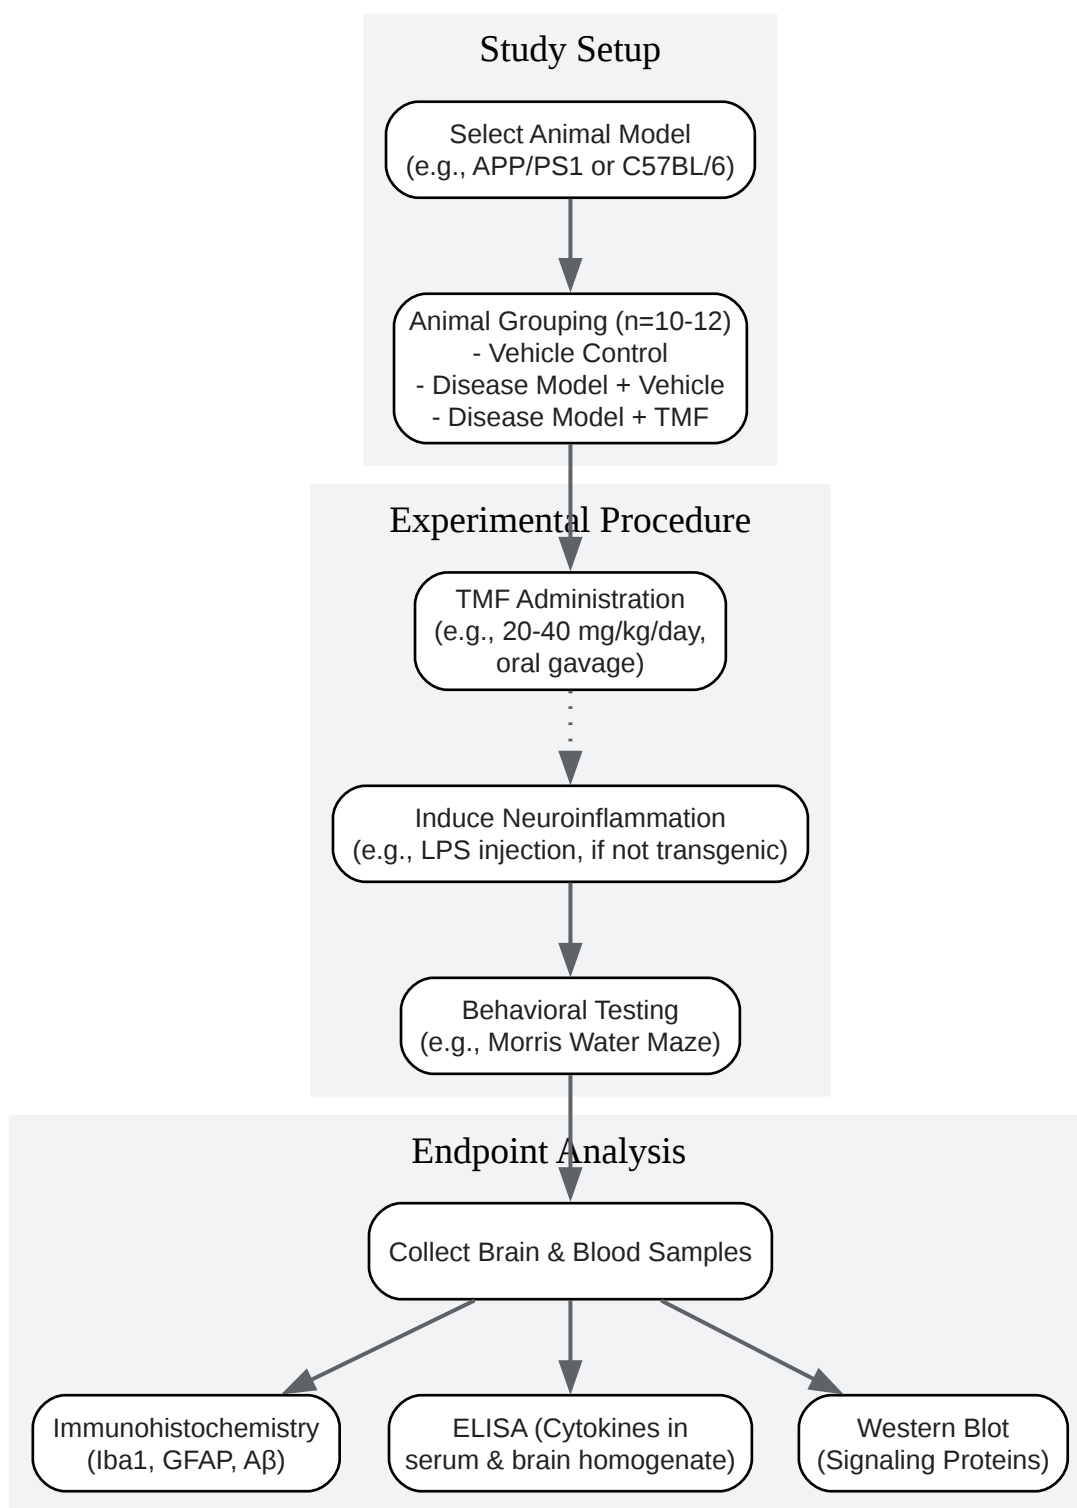 Study Setup
Select Animal Model
(e.g., APP/PS1 or C57BL/6)
Animal Grouping (n=10-12)
- Vehicle Control
- Disease Model + Vehicle
- Disease Model + TMF
Experimental Procedure
TMF Administration
(e.g., 20-40 mg/kg/day,
oral gavage)
Induce Neuroinflammation
(e.g., LPS injection, if not transgenic)
Behavioral Testing
(e.g., Morris Water Maze)
Endpoint Analysis
Collect Brain & Blood Samples
Immunohistochemistry
(Iba1, GFAP, Aβ)
ELISA (Cytokines in
serum & brain homogenate)
Western Blot
(Signaling Proteins)